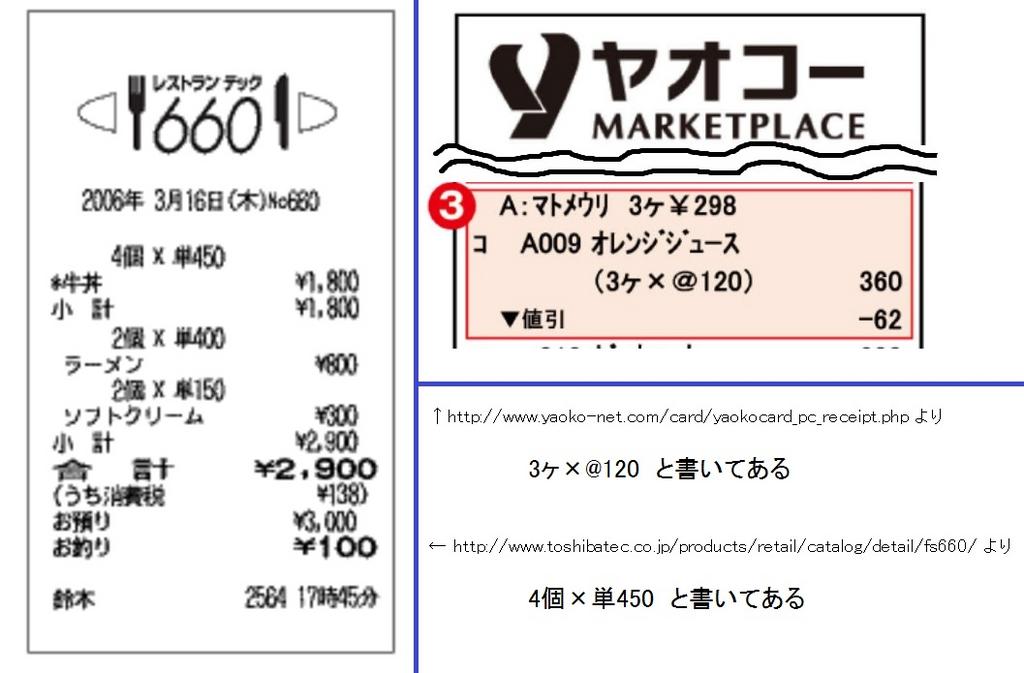 レストラン テック
660
2006年 3月16日(木)No660
4個 X 単450
*牛丼 ¥1,800
小 計 ¥1,800
2個 X 単400
ラーメン ¥800
2個 X 単150
ソフトクリーム ¥300
小 計 ¥2,900
合 計 ¥2,900
(うち消費税 ¥138)
お預り ¥3,000
お釣り ¥100
鈴木 2564 17時45分
ヤオコー
MARKETPLACE
3 A:マトメウリ 3ヶ¥298
コ A009 オレンジジュース
(3ヶ×@120) 360
▼値引 -62
↑http://www.yaoko-net.com/card/yaokocard_pc_receipt.php より
3ヶ×@120 と書いてある
← http://www.toshibatec.co.jp/products/retail/catalog/detail/fs660/ より
4個×単450 と書いてある